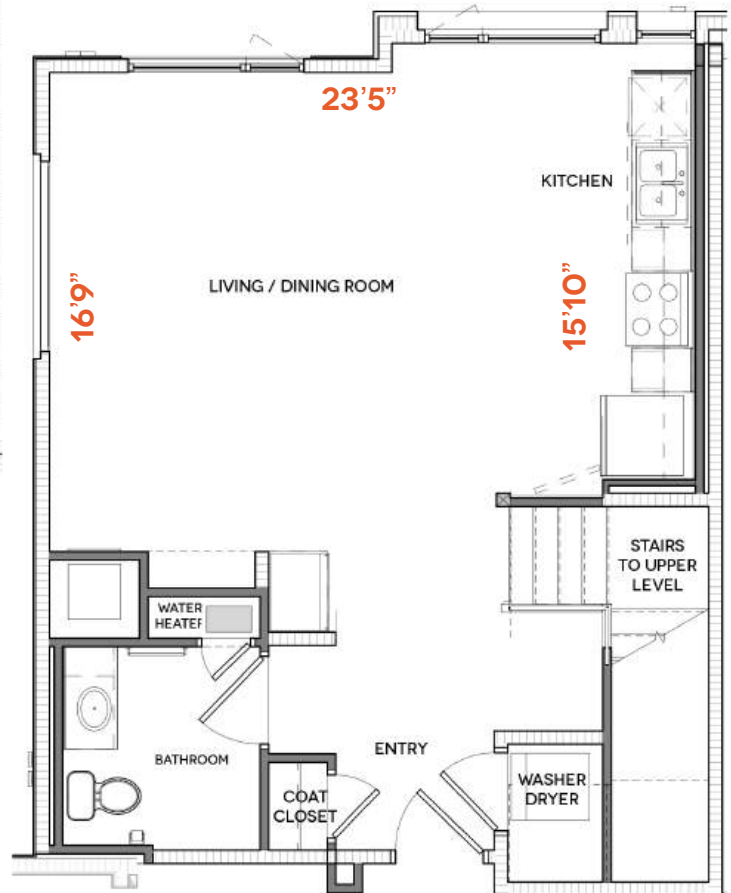 23'5”
KITCHEN
16'9”
LIVING / DINING ROOM
15'10”
STAIRS
TO UPPER
LEVEL
WATER
HEATER
BATHROOM
ENTRY
COAT
CLOSET
WASHER
DRYER